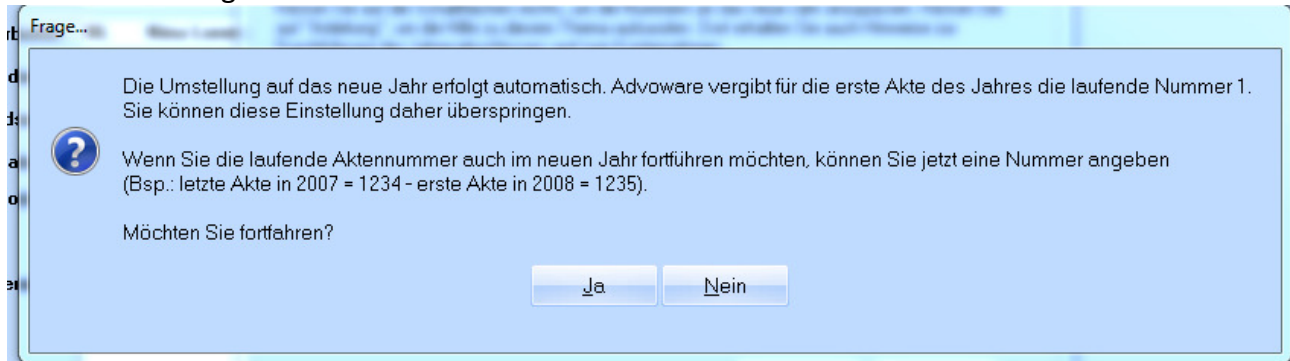 Frage...
Die Umstellung auf das neue Jahr erfolgt automatisch. Advoware vergibt für die erste Akte des Jahres die laufende Nummer 1.
Sie können diese Einstellung daher überspringen.
Wenn Sie die laufende Aktennummer auch im neuen Jahr fortführen möchten, können Sie jetzt eine Nummer angeben
(Bsp.: letzte Akte in 2007 = 1234 - erste Akte in 2008 = 1235).
Möchten Sie fortfahren?
Ja Nein